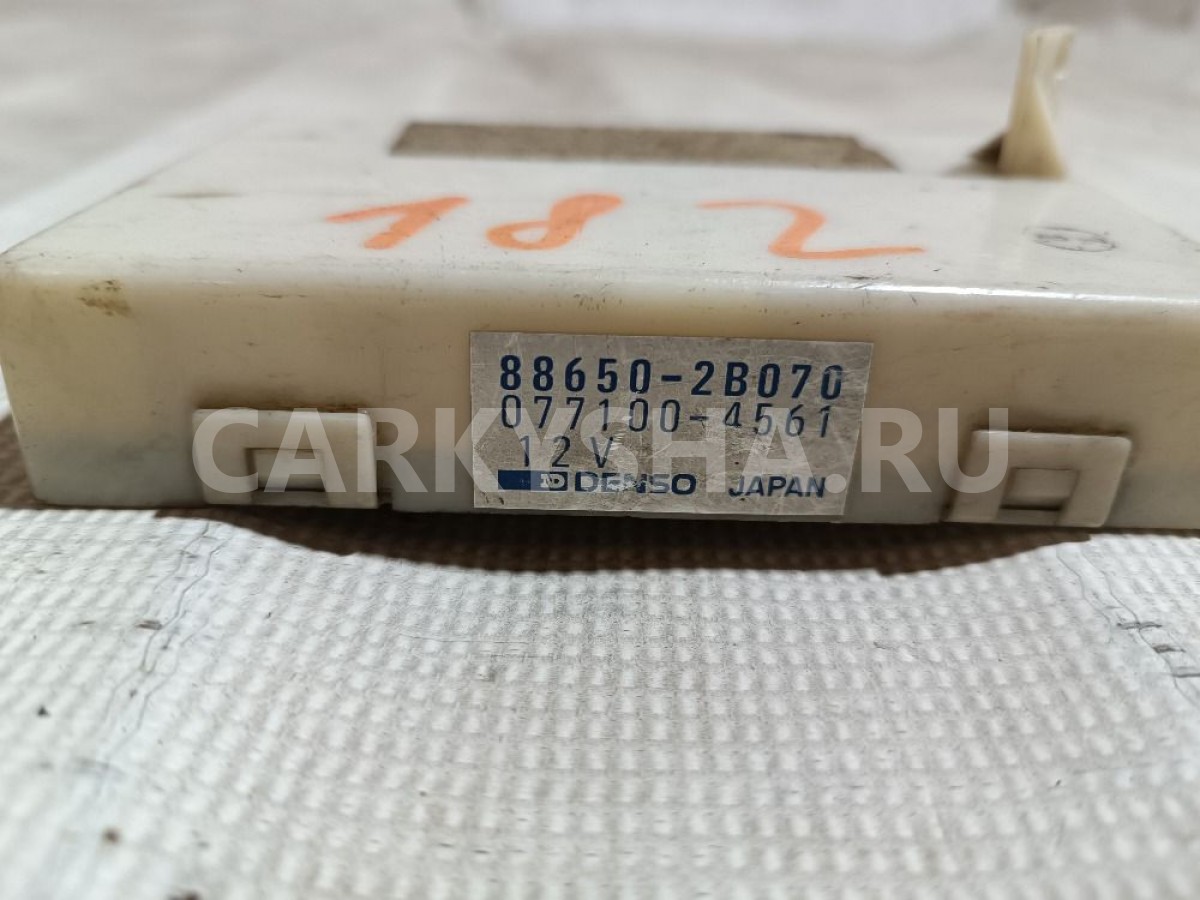 182
88650-2B070
077100-4561
12V
DENSO JAPAN
CARKYSHA.RU